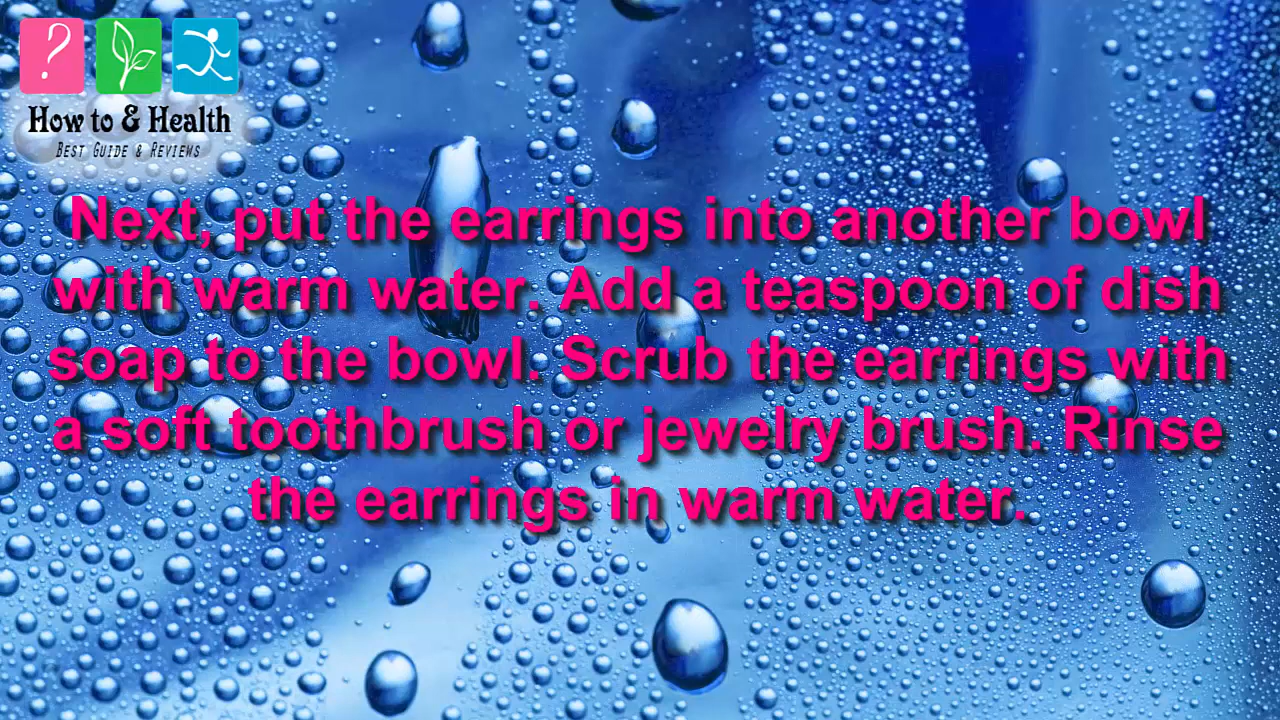 ?
How to & Health
Best Guide & Reviews
Next, put the earrings into another bowl
with warm water. Add a teaspoon of dish
soap to the bowl. Scrub the earrings with
a soft toothbrush or jewelry brush. Rinse
the earrings in warm water.